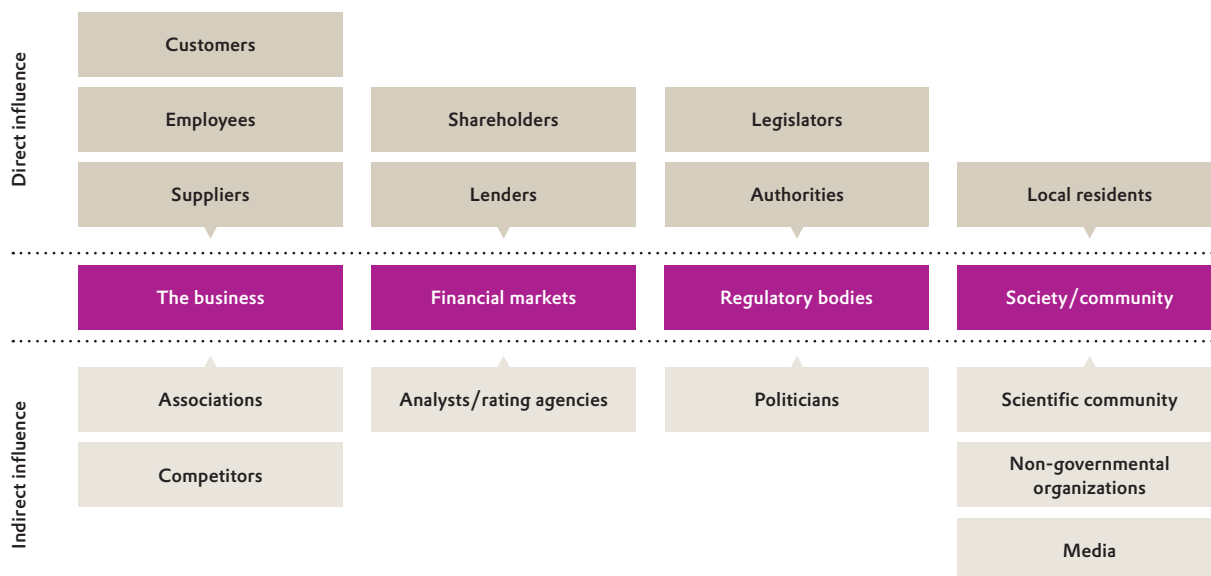 Direct influence
Customers
Employees
Shareholders
Legislators
Suppliers
Lenders
Authorities
Local residents
The business
Financial markets
Regulatory bodies
Society/community
Indirect influence
Associations
Analysts/rating agencies
Politicians
Scientific community
Competitors
Non-governmental
organizations
Media